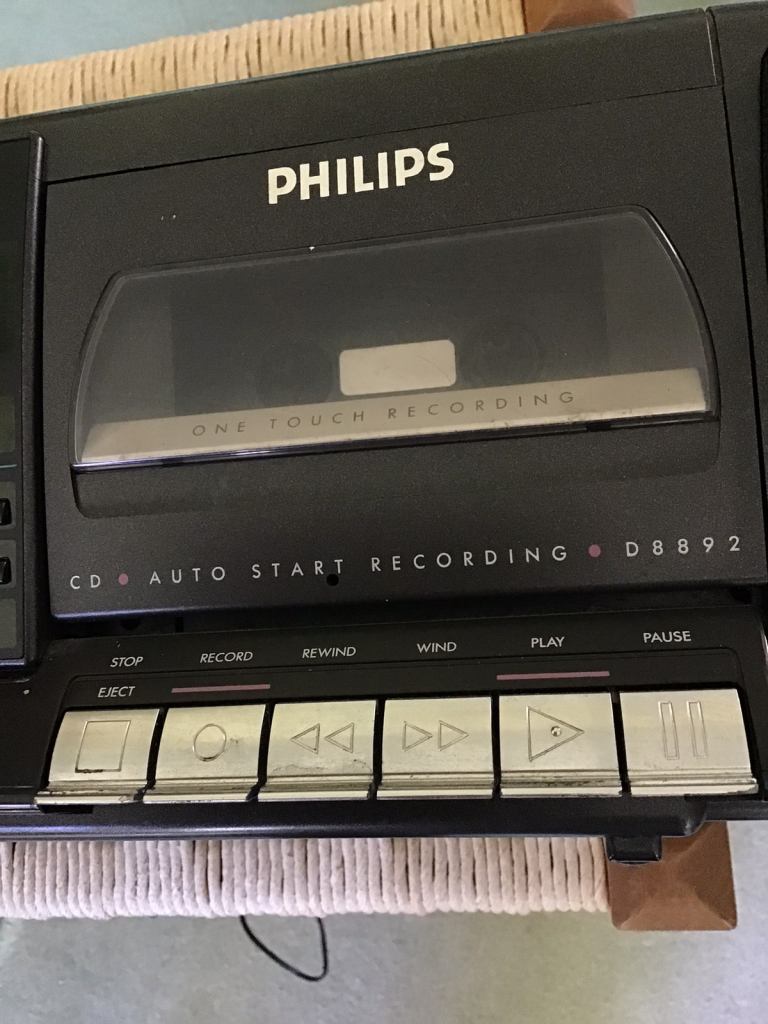 PHILIPS
ONE TOUCH RECORDING
CD • AUTO START RECORDING • D8892
STOP RECORD REWIND WIND PLAY PAUSE
EJECT